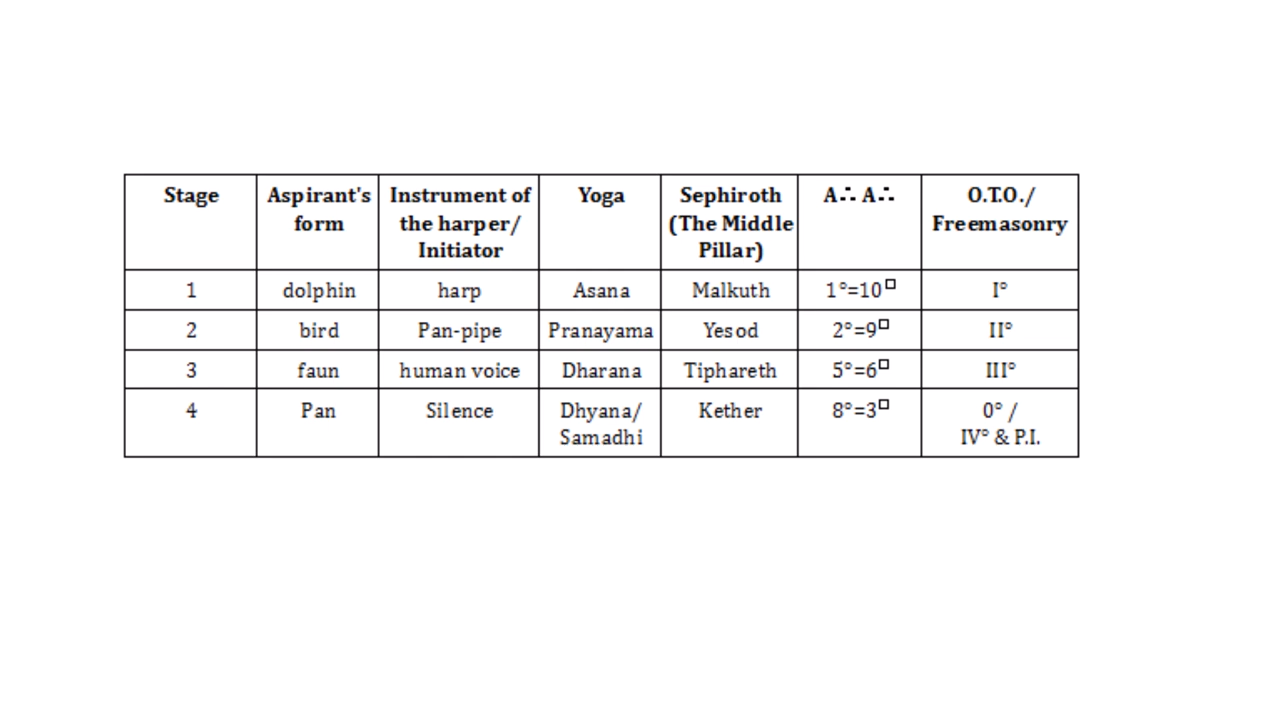 Stage Aspirant's form Instrument of the harper/ Initiator Yoga Sephiroth (The Middle Pillar) A∴ A∴ O.T.O./ Freemasonry
1 dolphin harp Asana Malkuth 1°=10□ I°
2 bird Pan-pipe Pranayama Yesod 2°=9□ II°
3 faun human voice Dharana Tiphareth 5°=6□ III°
4 Pan Silence Dhyana/ Samadhi Kether 8°=3□ 0° / IV° & P.I.